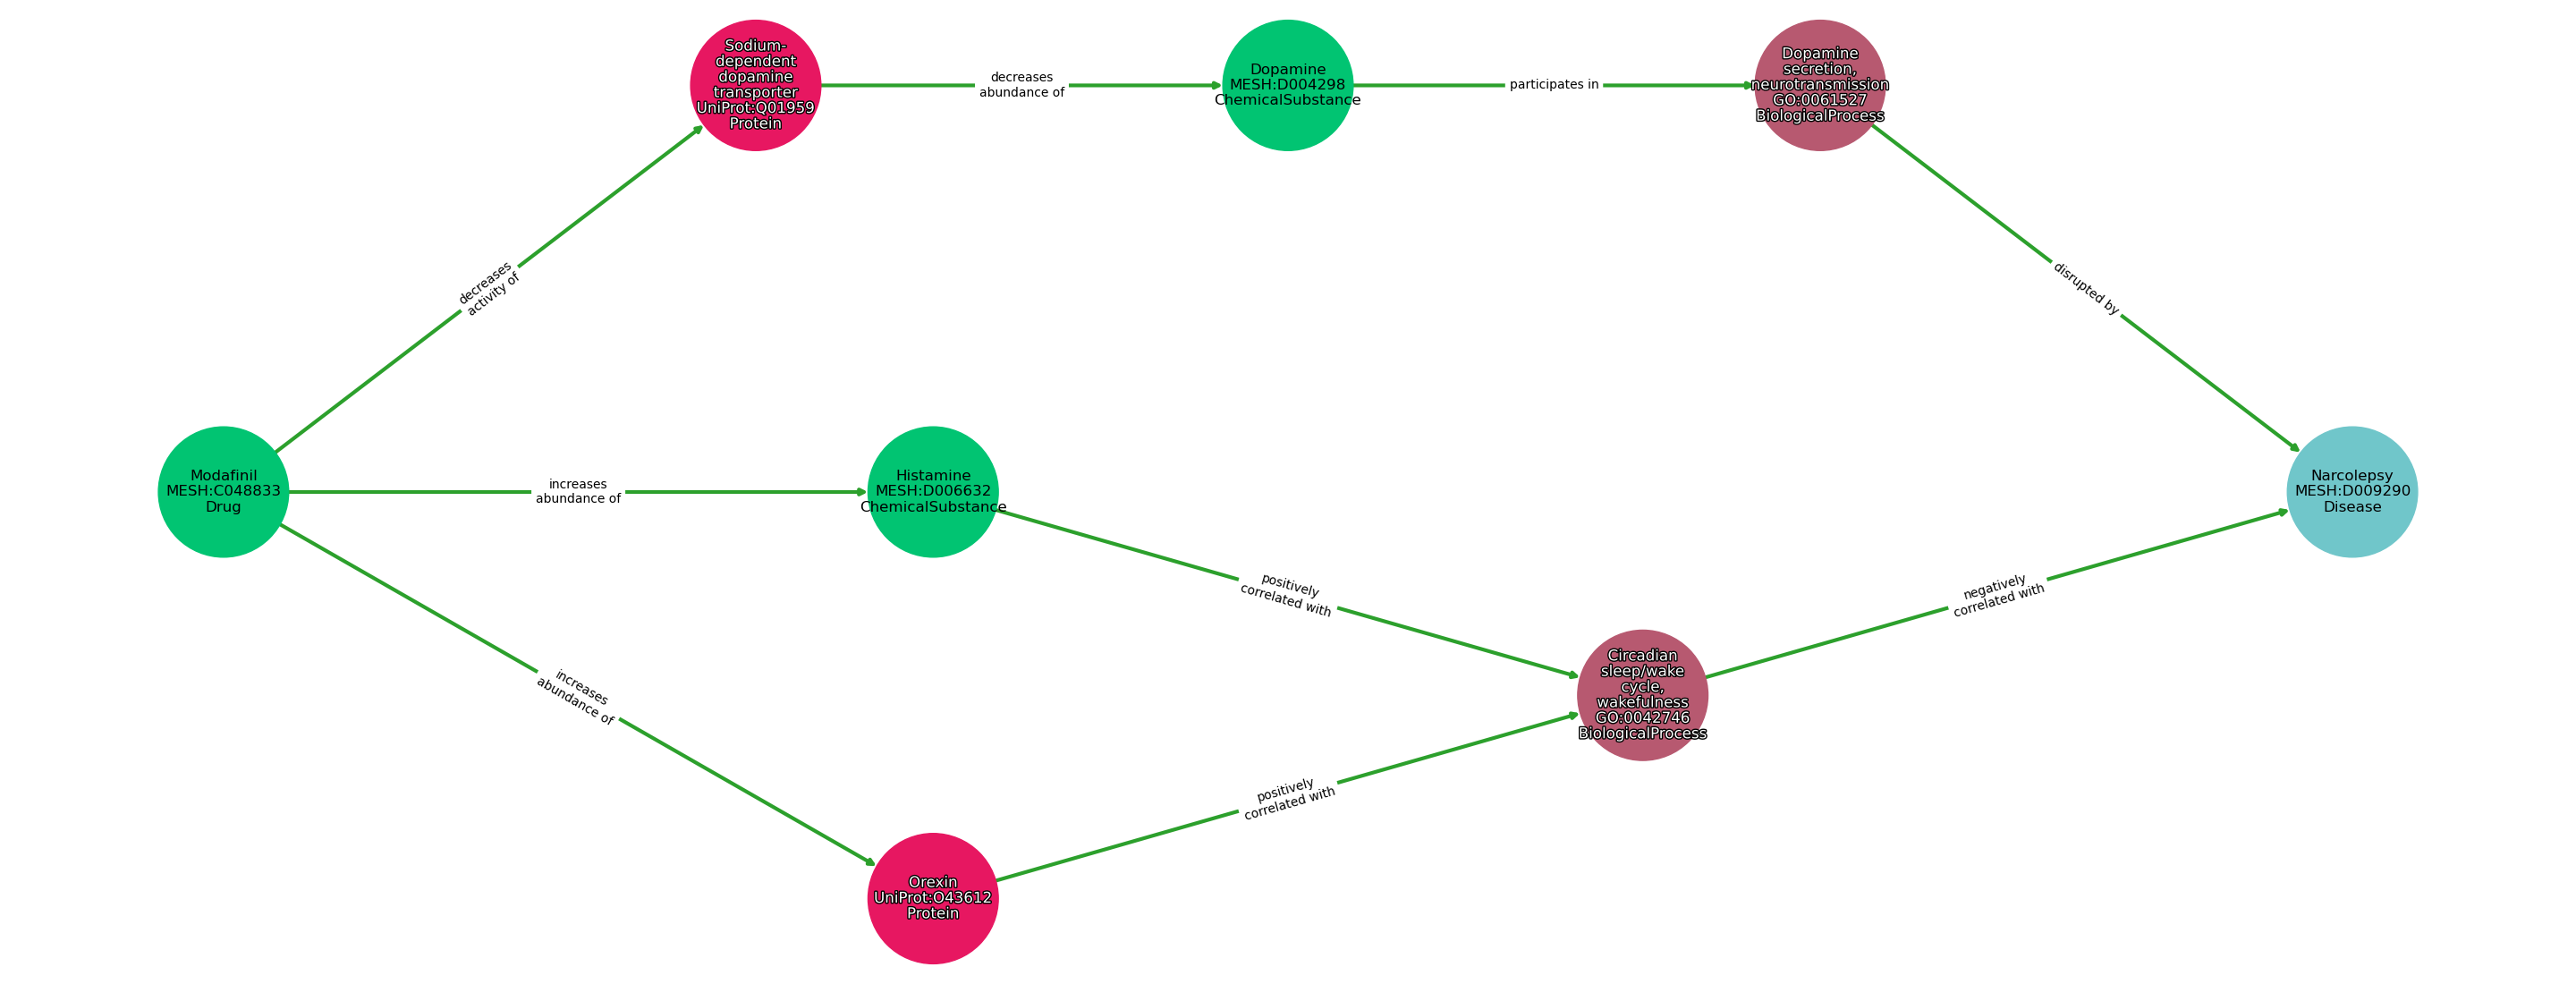 Sodium-
dependent
dopamine
transporter
UniProt:Q01959
Protein
decreases
abundance of
Dopamine
MESH:D004298
ChemicalSubstance
participates in
Dopamine
secretion,
neurotransmission
GO:0061527
BiologicalProcess
decreases
activity of
disrupted by
Modafinil
MESH:C048833
Drug
increases
abundance of
Histamine
MESH:D006632
ChemicalSubstance
Narcolepsy
MESH:D009290
Disease
positively
correlated with
negatively
correlated with
increases
abundance of
Circadian
sleep/wake
cycle,
wakefulness
GO:0042746
BiologicalProcess
positively
correlated with
Orexin
UniProt:O43612
Protein